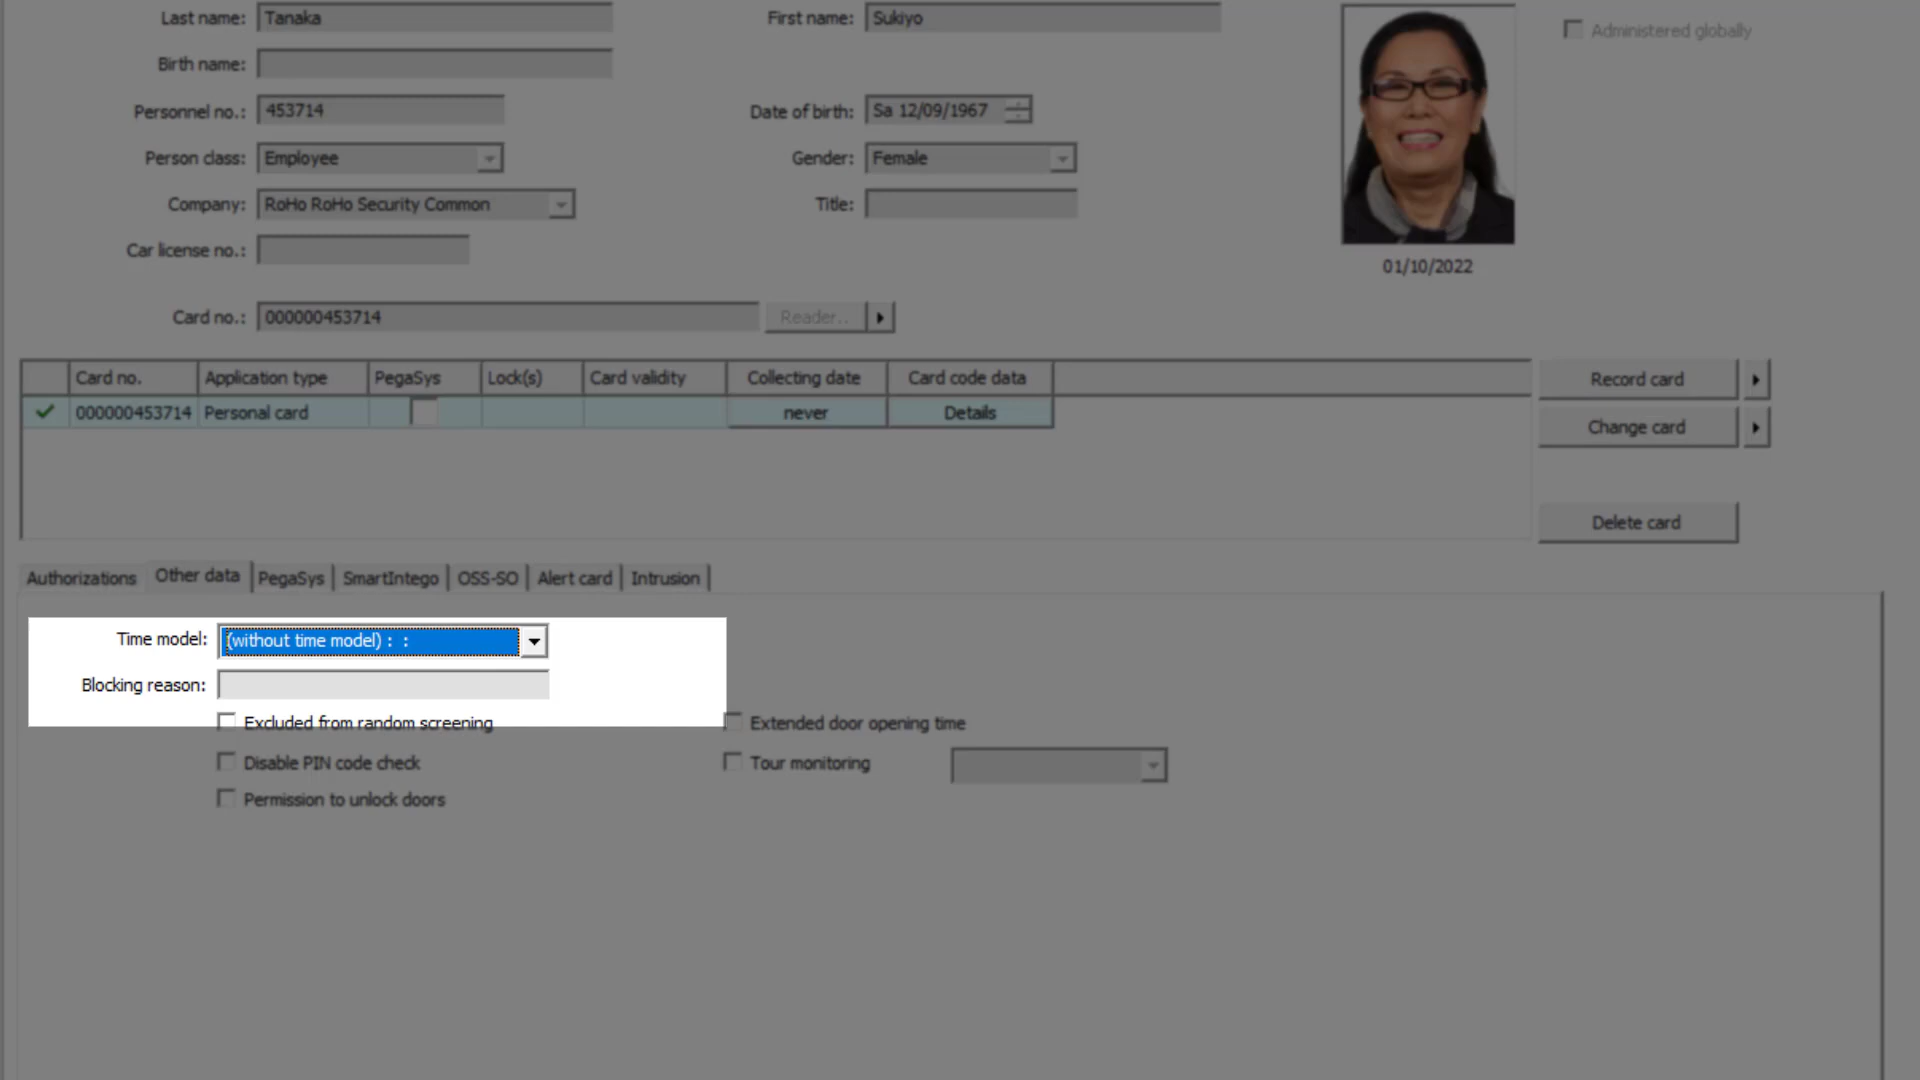 Last name: Tanaka First name: Sukiyo Administered globally
Birth name:
Personnel no.: 453714 Date of birth: Sa 12/09/1967
Person class: Employee Gender: Female
Company: RoHo RoHo Security Common Title:
Car license no.: 01/10/2022
Card no.: 000000453714 Reader..
Card no. Application type PegaSys Lock(s) Card validity Collecting date Card code data Record card
000000453714 Personal card never Details Change card
Delete card
Authorizations Other data PegaSys SmartIntego OSS-SO Alert card Intrusion
Time model: (without time model) : :
Blocking reason:
Excluded from random screening Extended door opening time
Disable PIN code check Tour monitoring
Permission to unlock doors